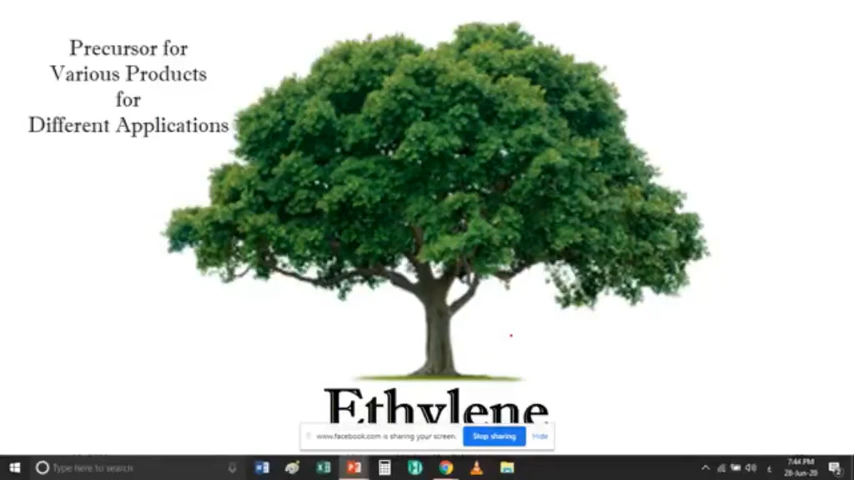 Precursor for
Various Products
for
Different Applications
Ethylene
www.facebook.com is sharing your screen.
Stop sharing
Hide
Type here to search
7:44 PM
28-Jun-20